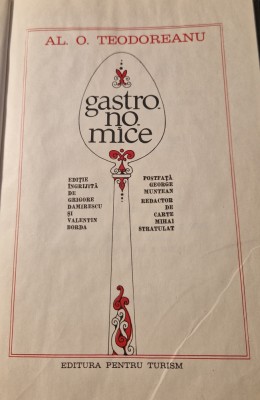 AL. O. TEODOREANU
gastro.
no.
mice
EDIȚIE
ÎNGRIJITĂ
DE
GRIGORE
DAMIRESCU
ȘI
VALENTIN
BORDA
POSTFAȚĂ
GEORGE
MUNTEAN
REDACTOR
DE
CARTE
MIHAI
STRATULAT
EDITURA PENTRU TURISM